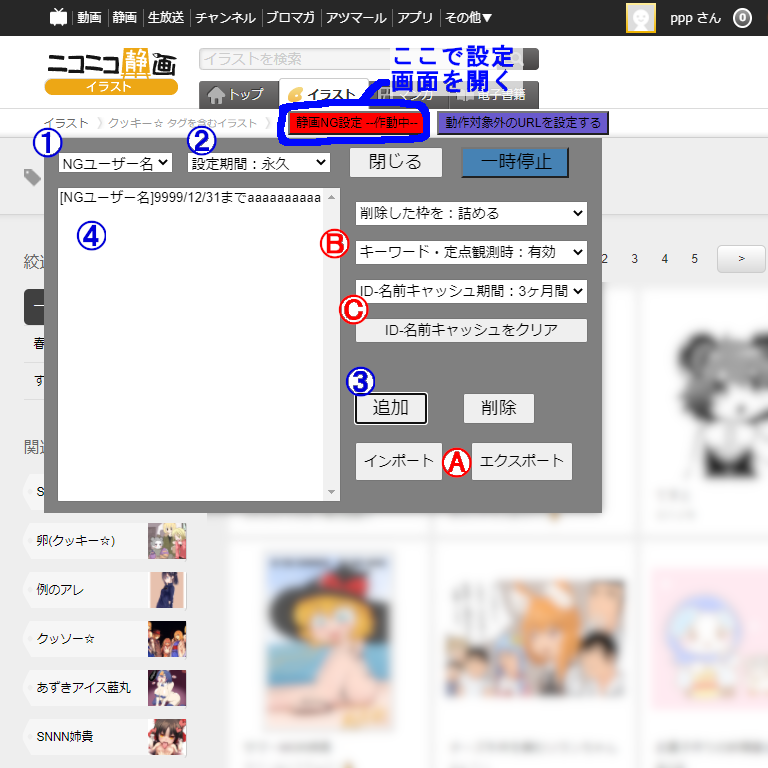 動画 静画 生放送 チャンネル ブロマガ アツマール アプリ その他▼ ppp さん 0
ニコニコ静画
イラスト
イラストを検索
ここで設定
画面を開く
トップ イラスト マンガ 電子書籍
イラスト クッキー☆ タグを含むイラスト
静画NG設定 --作動中--
動作対象外のURLを設定する
① ②
NGユーザー名 設定期間：永久 閉じる 一時停止
[NGユーザー名]9999/12/31までaaaaaaaaaa
④
削除した枠を：詰める
Ⓑ キーワード・定点観測時：有効
2 3 4 5 >
ID-名前キャッシュ期間：3ヶ月間
Ⓒ
ID-名前キャッシュをクリア
③
追加 削除
インポート Ⓐ エクスポート
絞
一
春
す
関
S
卵(クッキー☆)
例のアレ
クッソー☆
あずきアイス藍丸
SNNN姉貴